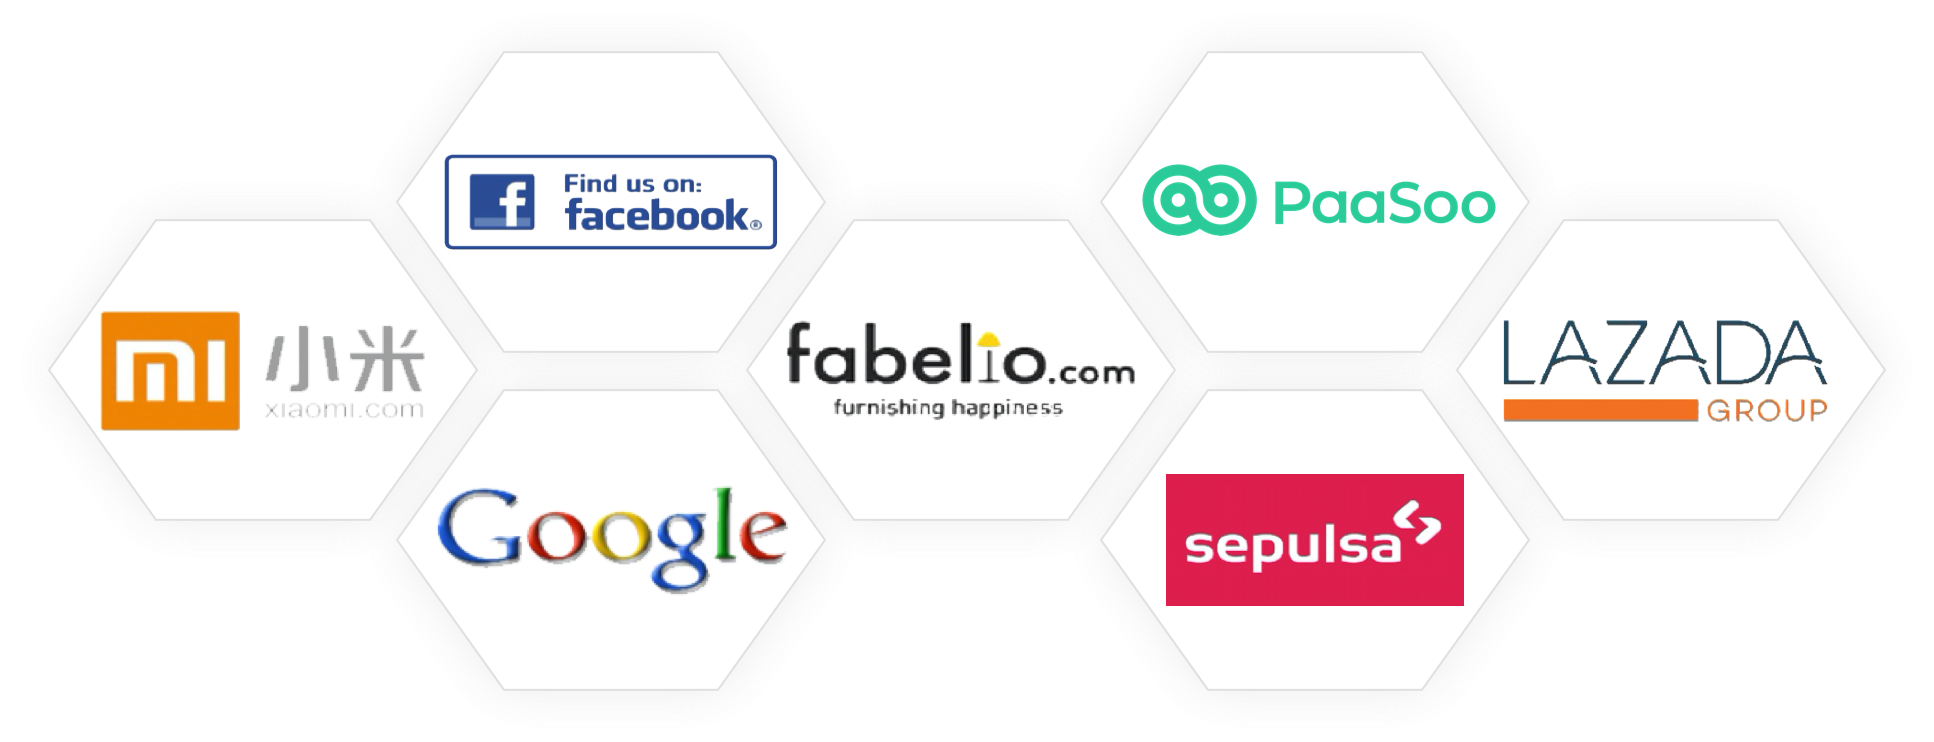 Find us on:
facebook®
PaaSoo
mi 小米
xiaomi.com
fabelio.com
furnishing happiness
LAZADA
GROUP
Google
sepulsa